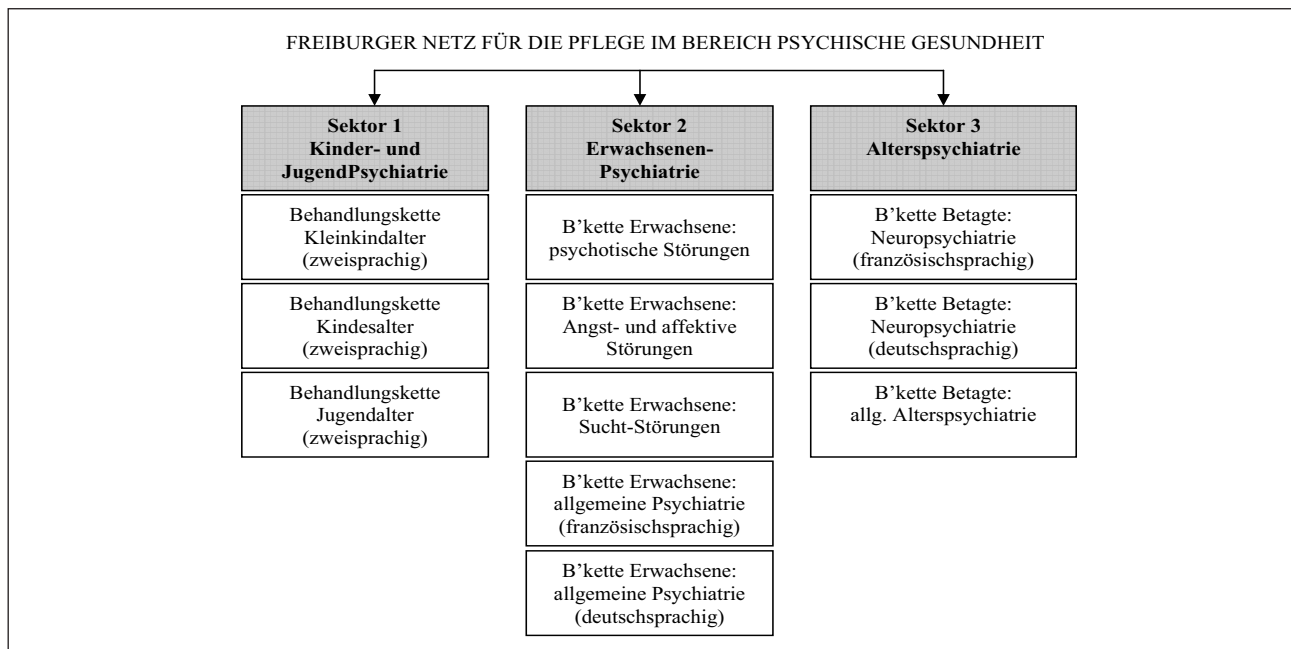 FREIBURGER NETZ FÜR DIE PFLEGE IM BEREICH PSYCHISCHE GESUNDHEIT
Sektor 1
Kinder- und
JugendPsychiatrie
Behandlungskette
Kleinkindalter
(zweisprachig)
Behandlungskette
Kindesalter
(zweisprachig)
Behandlungskette
Jugendalter
(zweisprachig)
Sektor 2
Erwachsenen-
Psychiatrie
B’kette Erwachsene:
psychotische Störungen
B’kette Erwachsene:
Angst- und affektive
Störungen
B’kette Erwachsene:
Sucht-Störungen
B’kette Erwachsene:
allgemeine Psychiatrie
(französischsprachig)
B’kette Erwachsene:
allgemeine Psychiatrie
(deutschsprachig)
Sektor 3
Alterspsychiatrie
B’kette Betagte:
Neuropsychiatrie
(französischsprachig)
B’kette Betagte:
Neuropsychiatrie
(deutschsprachig)
B’kette Betagte:
allg. Alterspsychiatrie